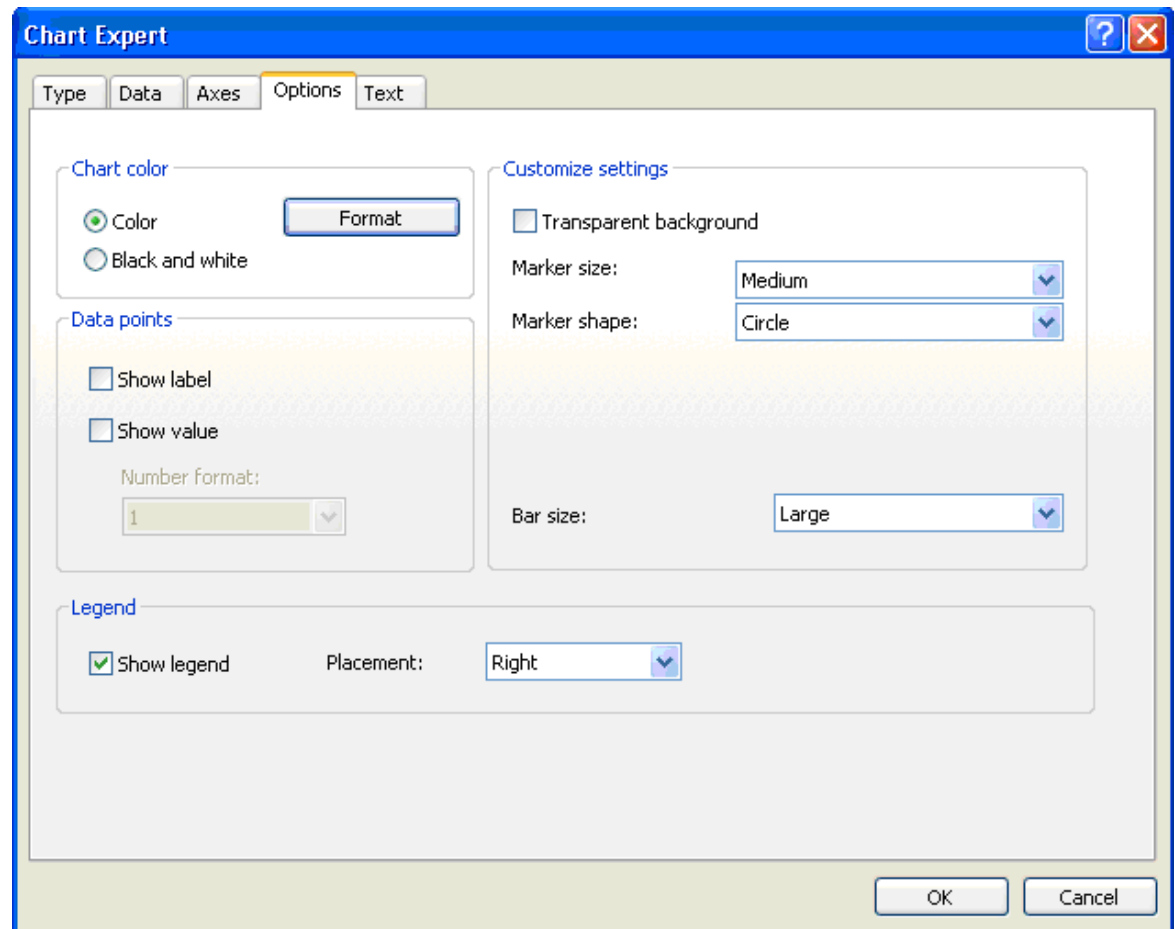 Chart Expert
Type Data Axes Options Text
Chart color
Color Format
Black and white
Customize settings
Transparent background
Marker size: Medium
Marker shape: Circle
Bar size: Large
Data points
Show label
Show value
Number format:
1
Legend
Show legend Placement: Right
OK Cancel